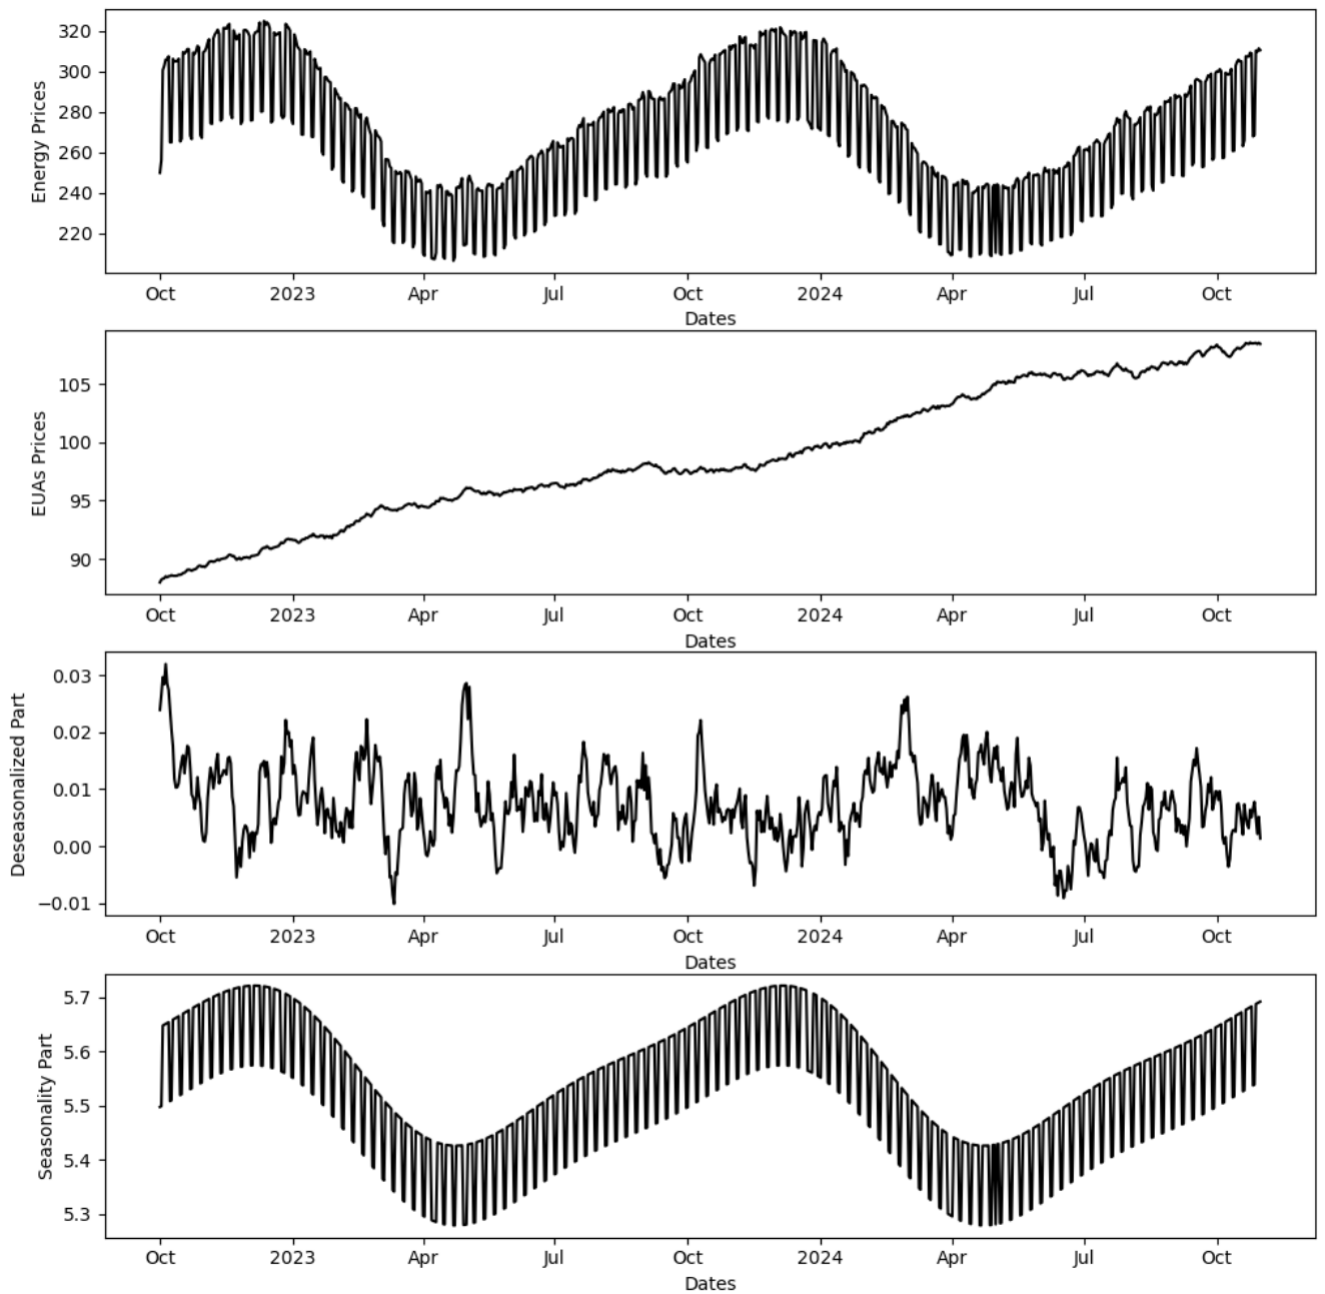 Energy Prices
320
300
280
260
240
220
Oct 2023 Apr Jul Oct 2024 Apr Jul Oct
Dates
EUAs Prices
105
100
95
90
Oct 2023 Apr Jul Oct 2024 Apr Jul Oct
Dates
Deseasonalized Part
0.03
0.02
0.01
0.00
−0.01
Oct 2023 Apr Jul Oct 2024 Apr Jul Oct
Dates
Seasonality Part
5.7
5.6
5.5
5.4
5.3
Oct 2023 Apr Jul Oct 2024 Apr Jul Oct
Dates